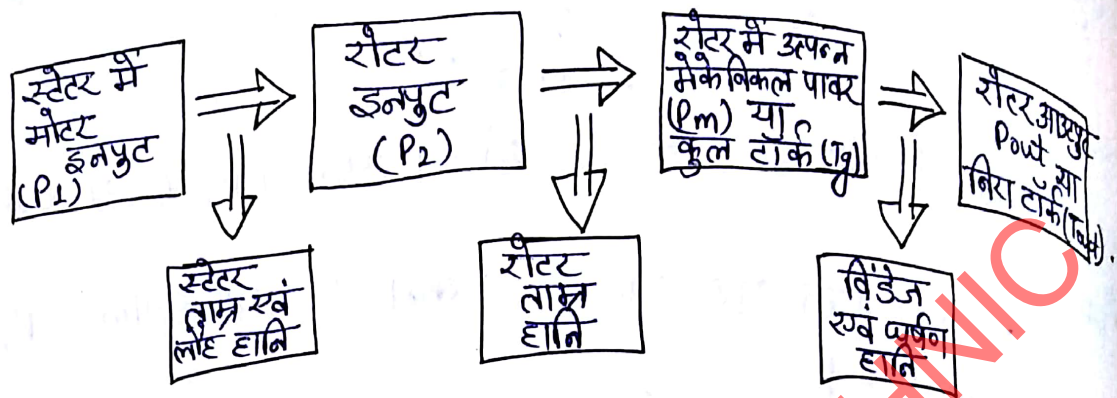 स्टेटर में
मोटर
इनपुट
(P1)
रोटर
इनपुट
(P2)
रोटर में उत्पन्न
मेकेनिकल पावर
(Pm) या
कुल टॉर्क (Tg)
रोटर आउटपुट
Pout या
निरा टॉर्क (Tout).
स्टेटर
ताम्र एवं
लौह हानि
रोटर
ताम्र
हानि
विंडेज
एवं घर्षण
हानि